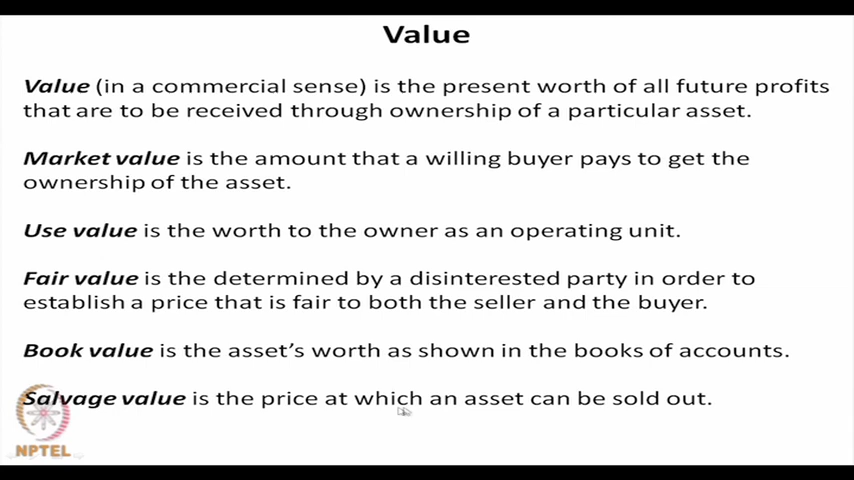 Value
Value (in a commercial sense) is the present worth of all future profits
that are to be received through ownership of a particular asset.
Market value is the amount that a willing buyer pays to get the
ownership of the asset.
Use value is the worth to the owner as an operating unit.
Fair value is the determined by a disinterested party in order to
establish a price that is fair to both the seller and the buyer.
Book value is the asset’s worth as shown in the books of accounts.
Salvage value is the price at which an asset can be sold out.
NPTEL